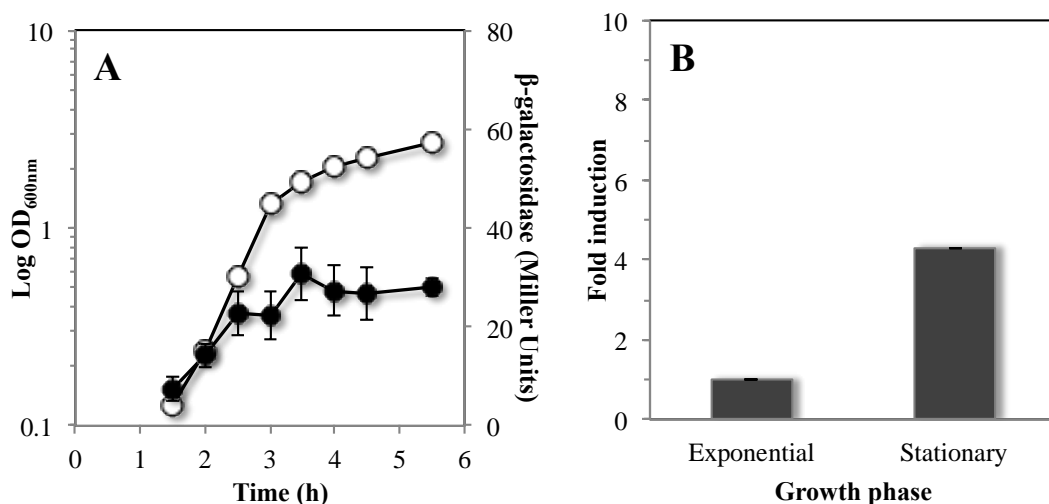 A
Log OD600nm
10
1
0.1
0 1 2 3 4 5 6
Time (h)
80
60
40
20
0
β-galactosidase (Miller Units)
B
Fold induction
10
8
6
4
2
0
Exponential Stationary
Growth phase